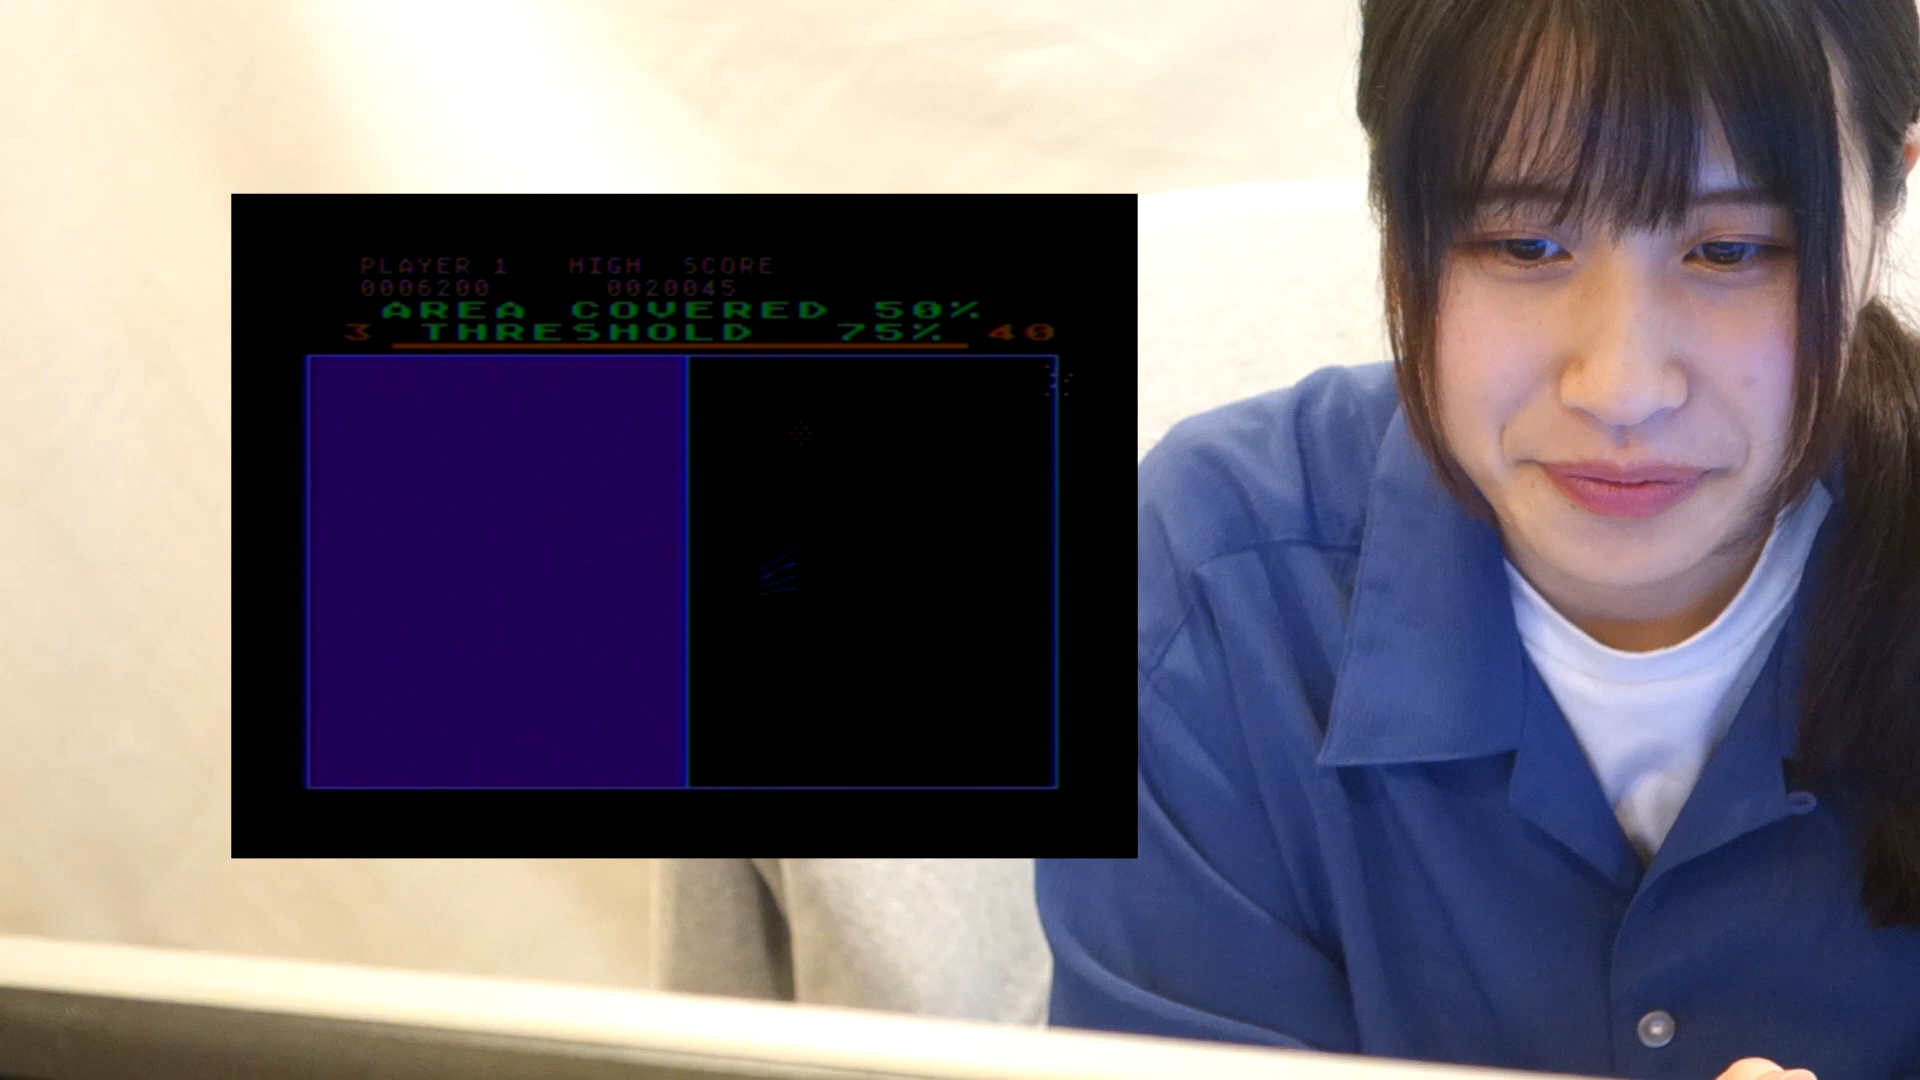 PLAYER 1 HIGH SCORE
0006200 0020045
AREA COVERED 50%
3 THRESHOLD 75% 40